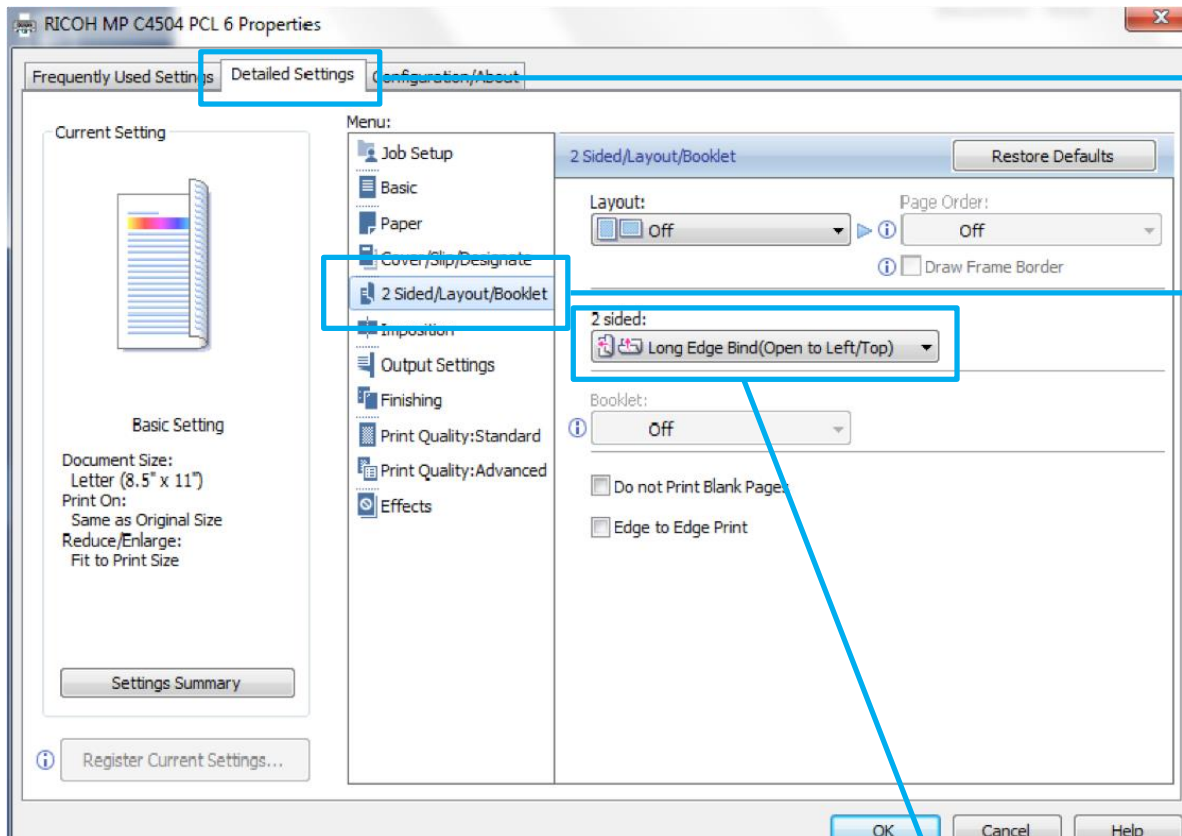 RICOH MP C4504 PCL 6 Properties
X
Frequently Used Settings
Detailed Settings
Configuration/About
Current Setting
Basic Setting
Document Size:
Letter (8.5" x 11")
Print On:
Same as Original Size
Reduce/Enlarge:
Fit to Print Size
Settings Summary
Register Current Settings...
Menu:
Job Setup
Basic
Paper
Cover/Slip/Designate
2 Sided/Layout/Booklet
Imposition
Output Settings
Finishing
Print Quality:Standard
Print Quality:Advanced
Effects
2 Sided/Layout/Booklet
Restore Defaults
Layout:
Off
Page Order:
Off
Draw Frame Border
2 sided:
Long Edge Bind(Open to Left/Top)
Booklet:
Off
Do not Print Blank Pages
Edge to Edge Print
OK
Cancel
Help